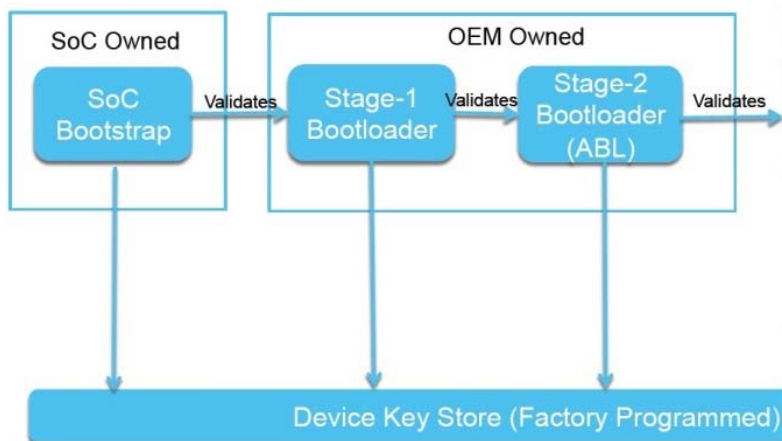 SoC Owned
OEM Owned
SoC
Bootstrap
Validates
Stage-1
Bootloader
Validates
Stage-2
Bootloader
(ABL)
Validates
Device Key Store (Factory Programmed)